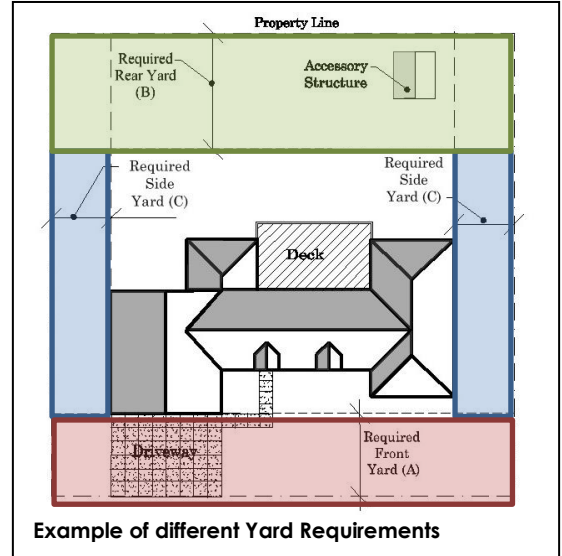 Property Line
Required
Rear Yard
(B)
Accessory
Structure
Required
Side
Yard (C)
Required
Side
Yard (C)
Deck
Driveway
Required
Front
Yard (A)
Example of different Yard Requirements